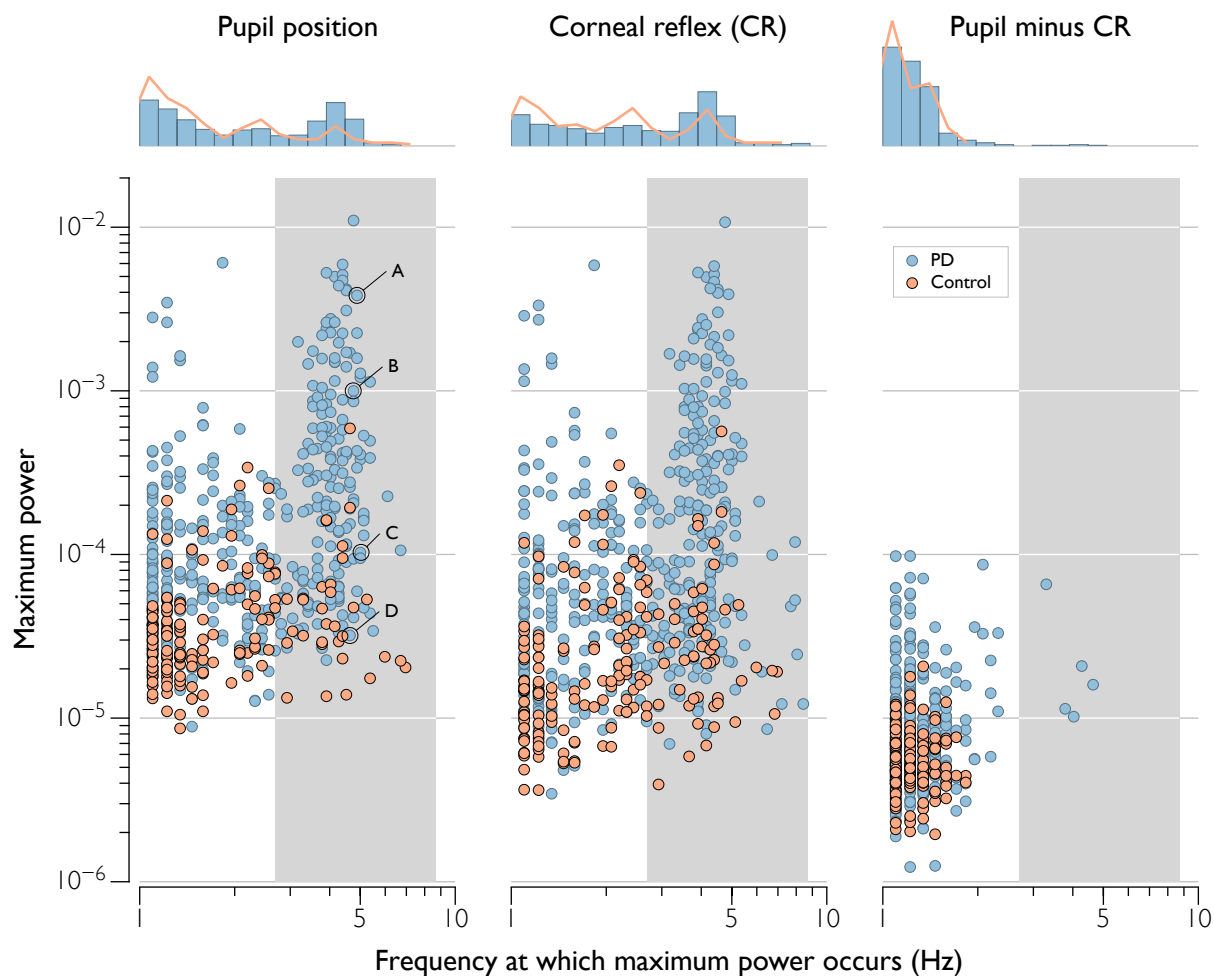 Pupil position Corneal reflex (CR) Pupil minus CR
10−2
A
PD
Control
B
10−3
Maximum power
10−4
C
D
10−5
10−6
1 5 10 1 5 10 1 5 10
Frequency at which maximum power occurs (Hz)